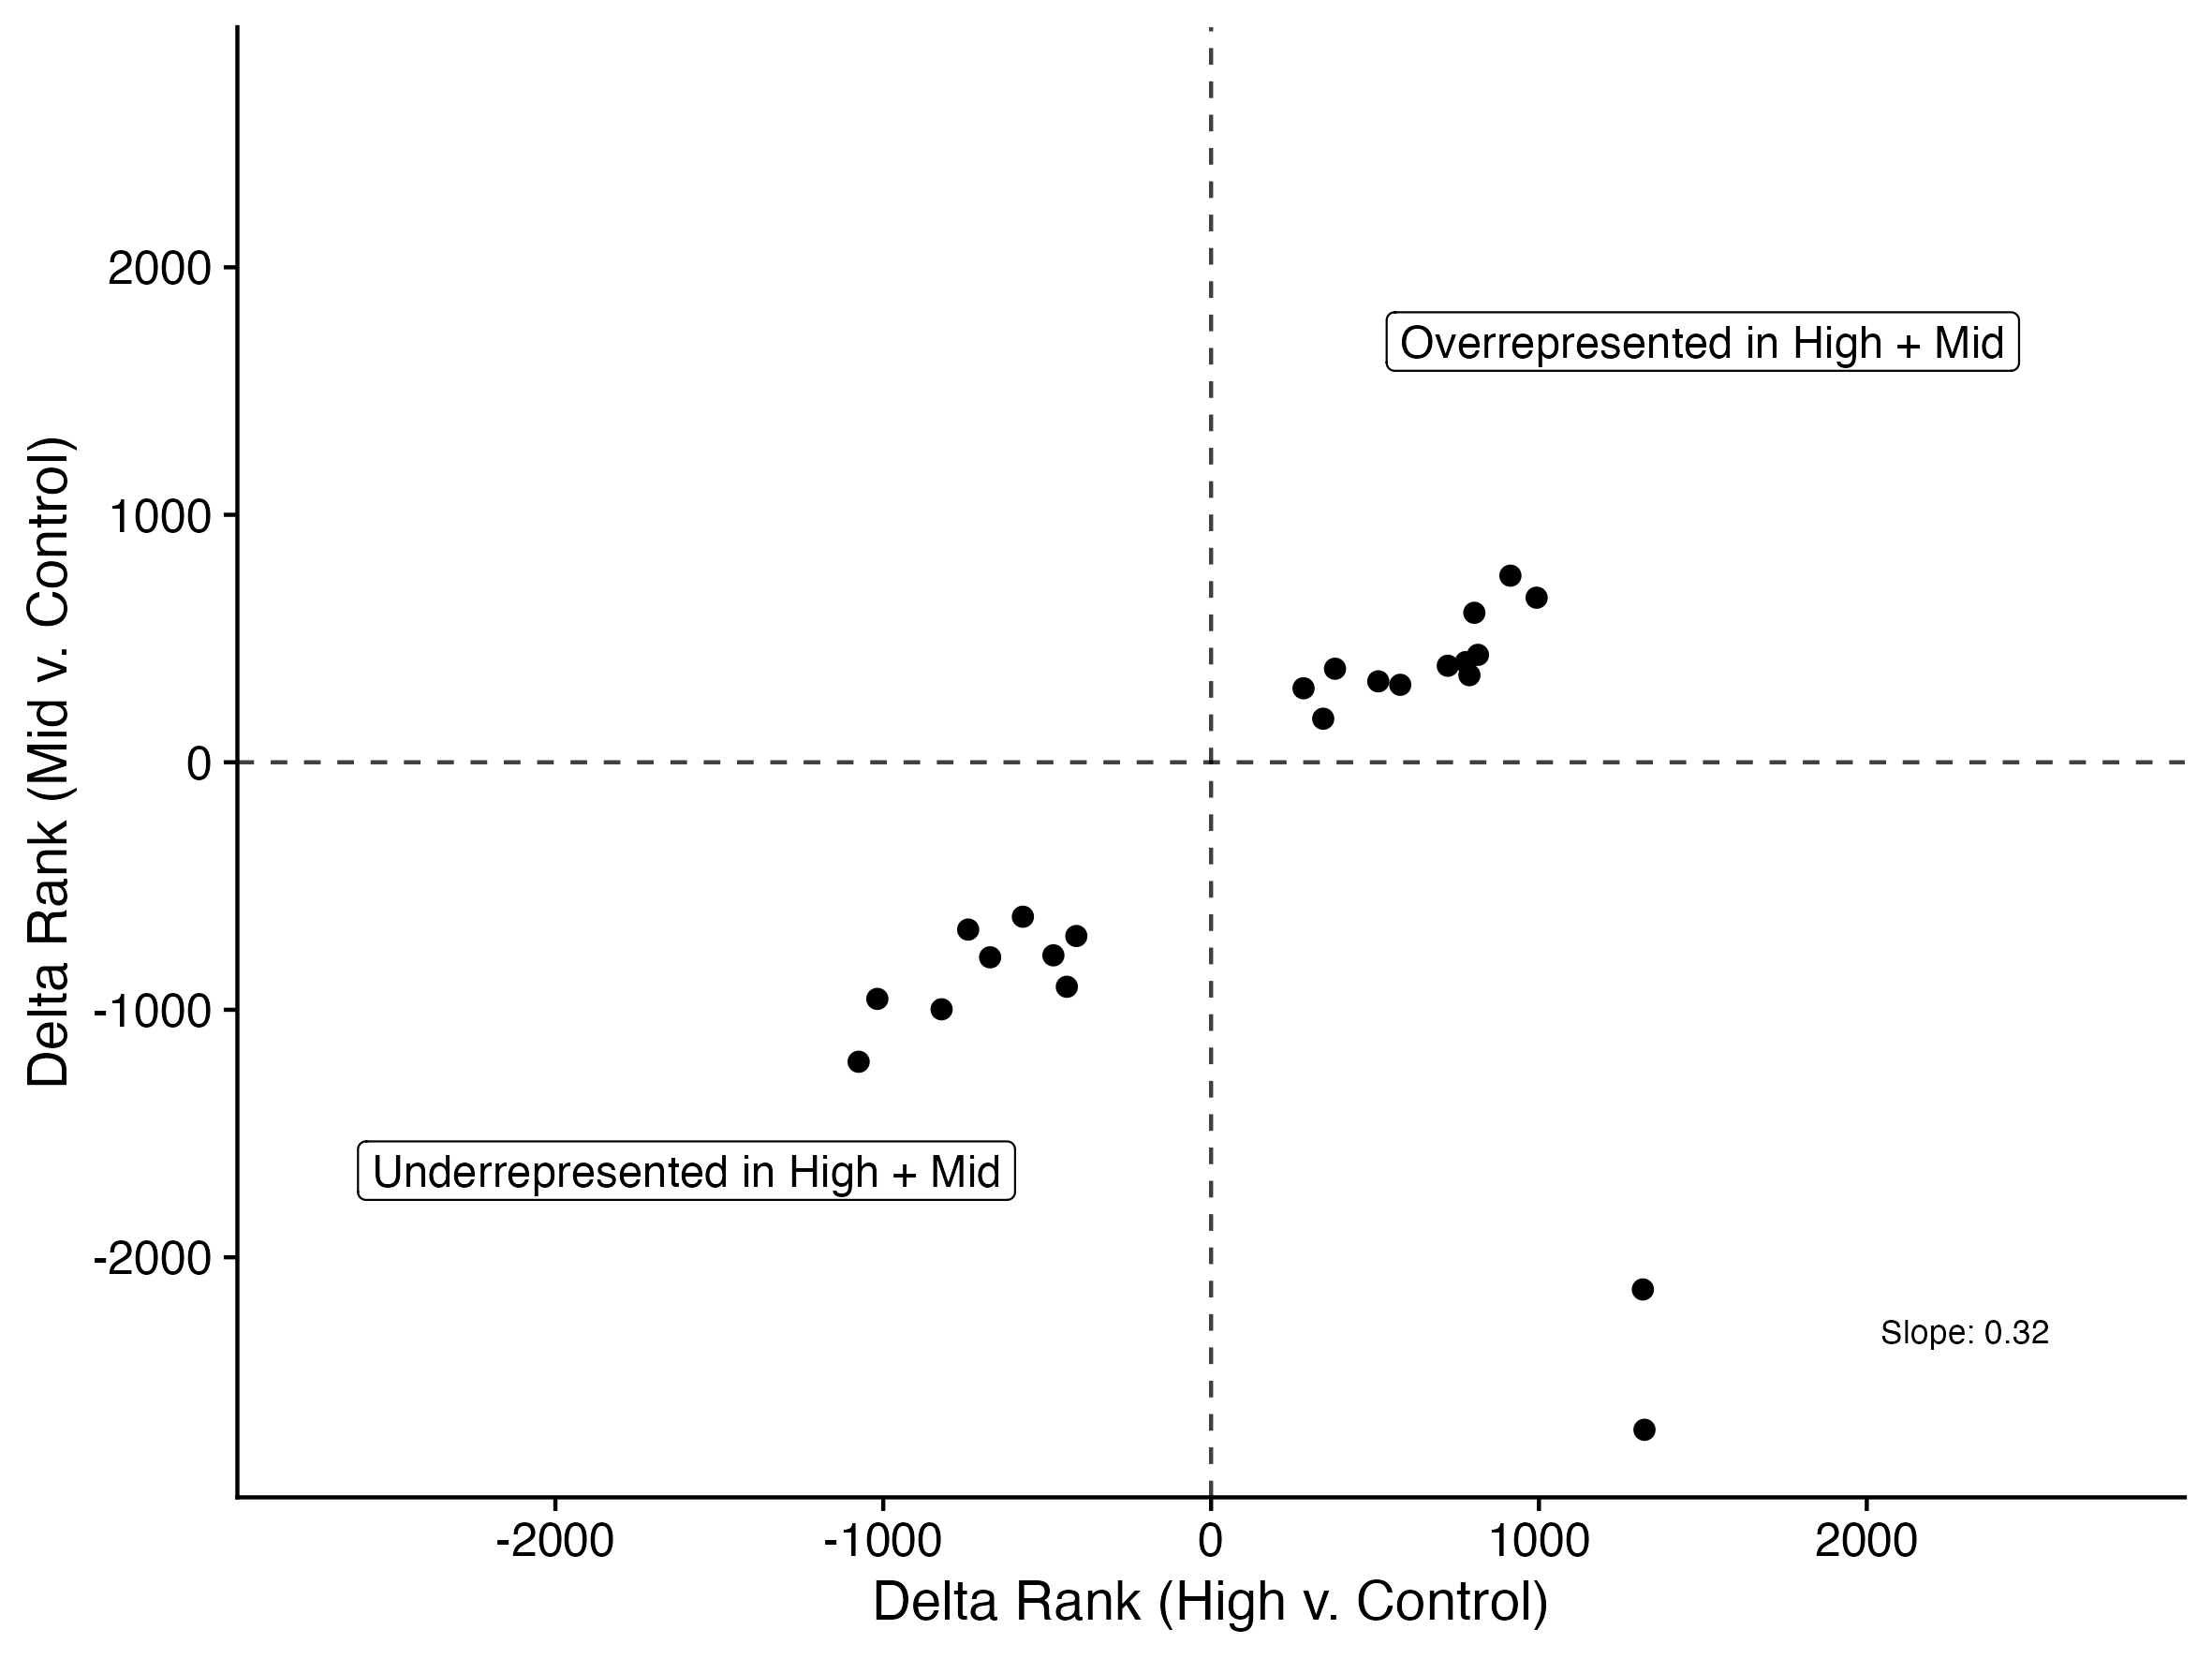 2000
Overrepresented in High + Mid
1000
Delta Rank (Mid v. Control)
0
-1000
Underrepresented in High + Mid
-2000
Slope: 0.32
-2000 -1000 0 1000 2000
Delta Rank (High v. Control)